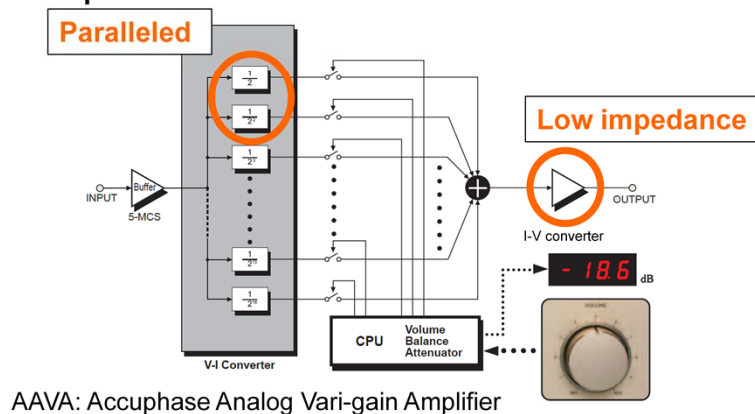 Paralleled
Low impedance
1/2
1/2²
1/2³
1/2¹⁵
1/2¹⁶
Buffer
INPUT
5-MCS
+
OUTPUT
I-V converter
- 18.6 dB
CPU
Volume
Balance
Attenuator
V-I Converter
VOLUME
AAVA: Accuphase Analog Vari-gain Amplifier